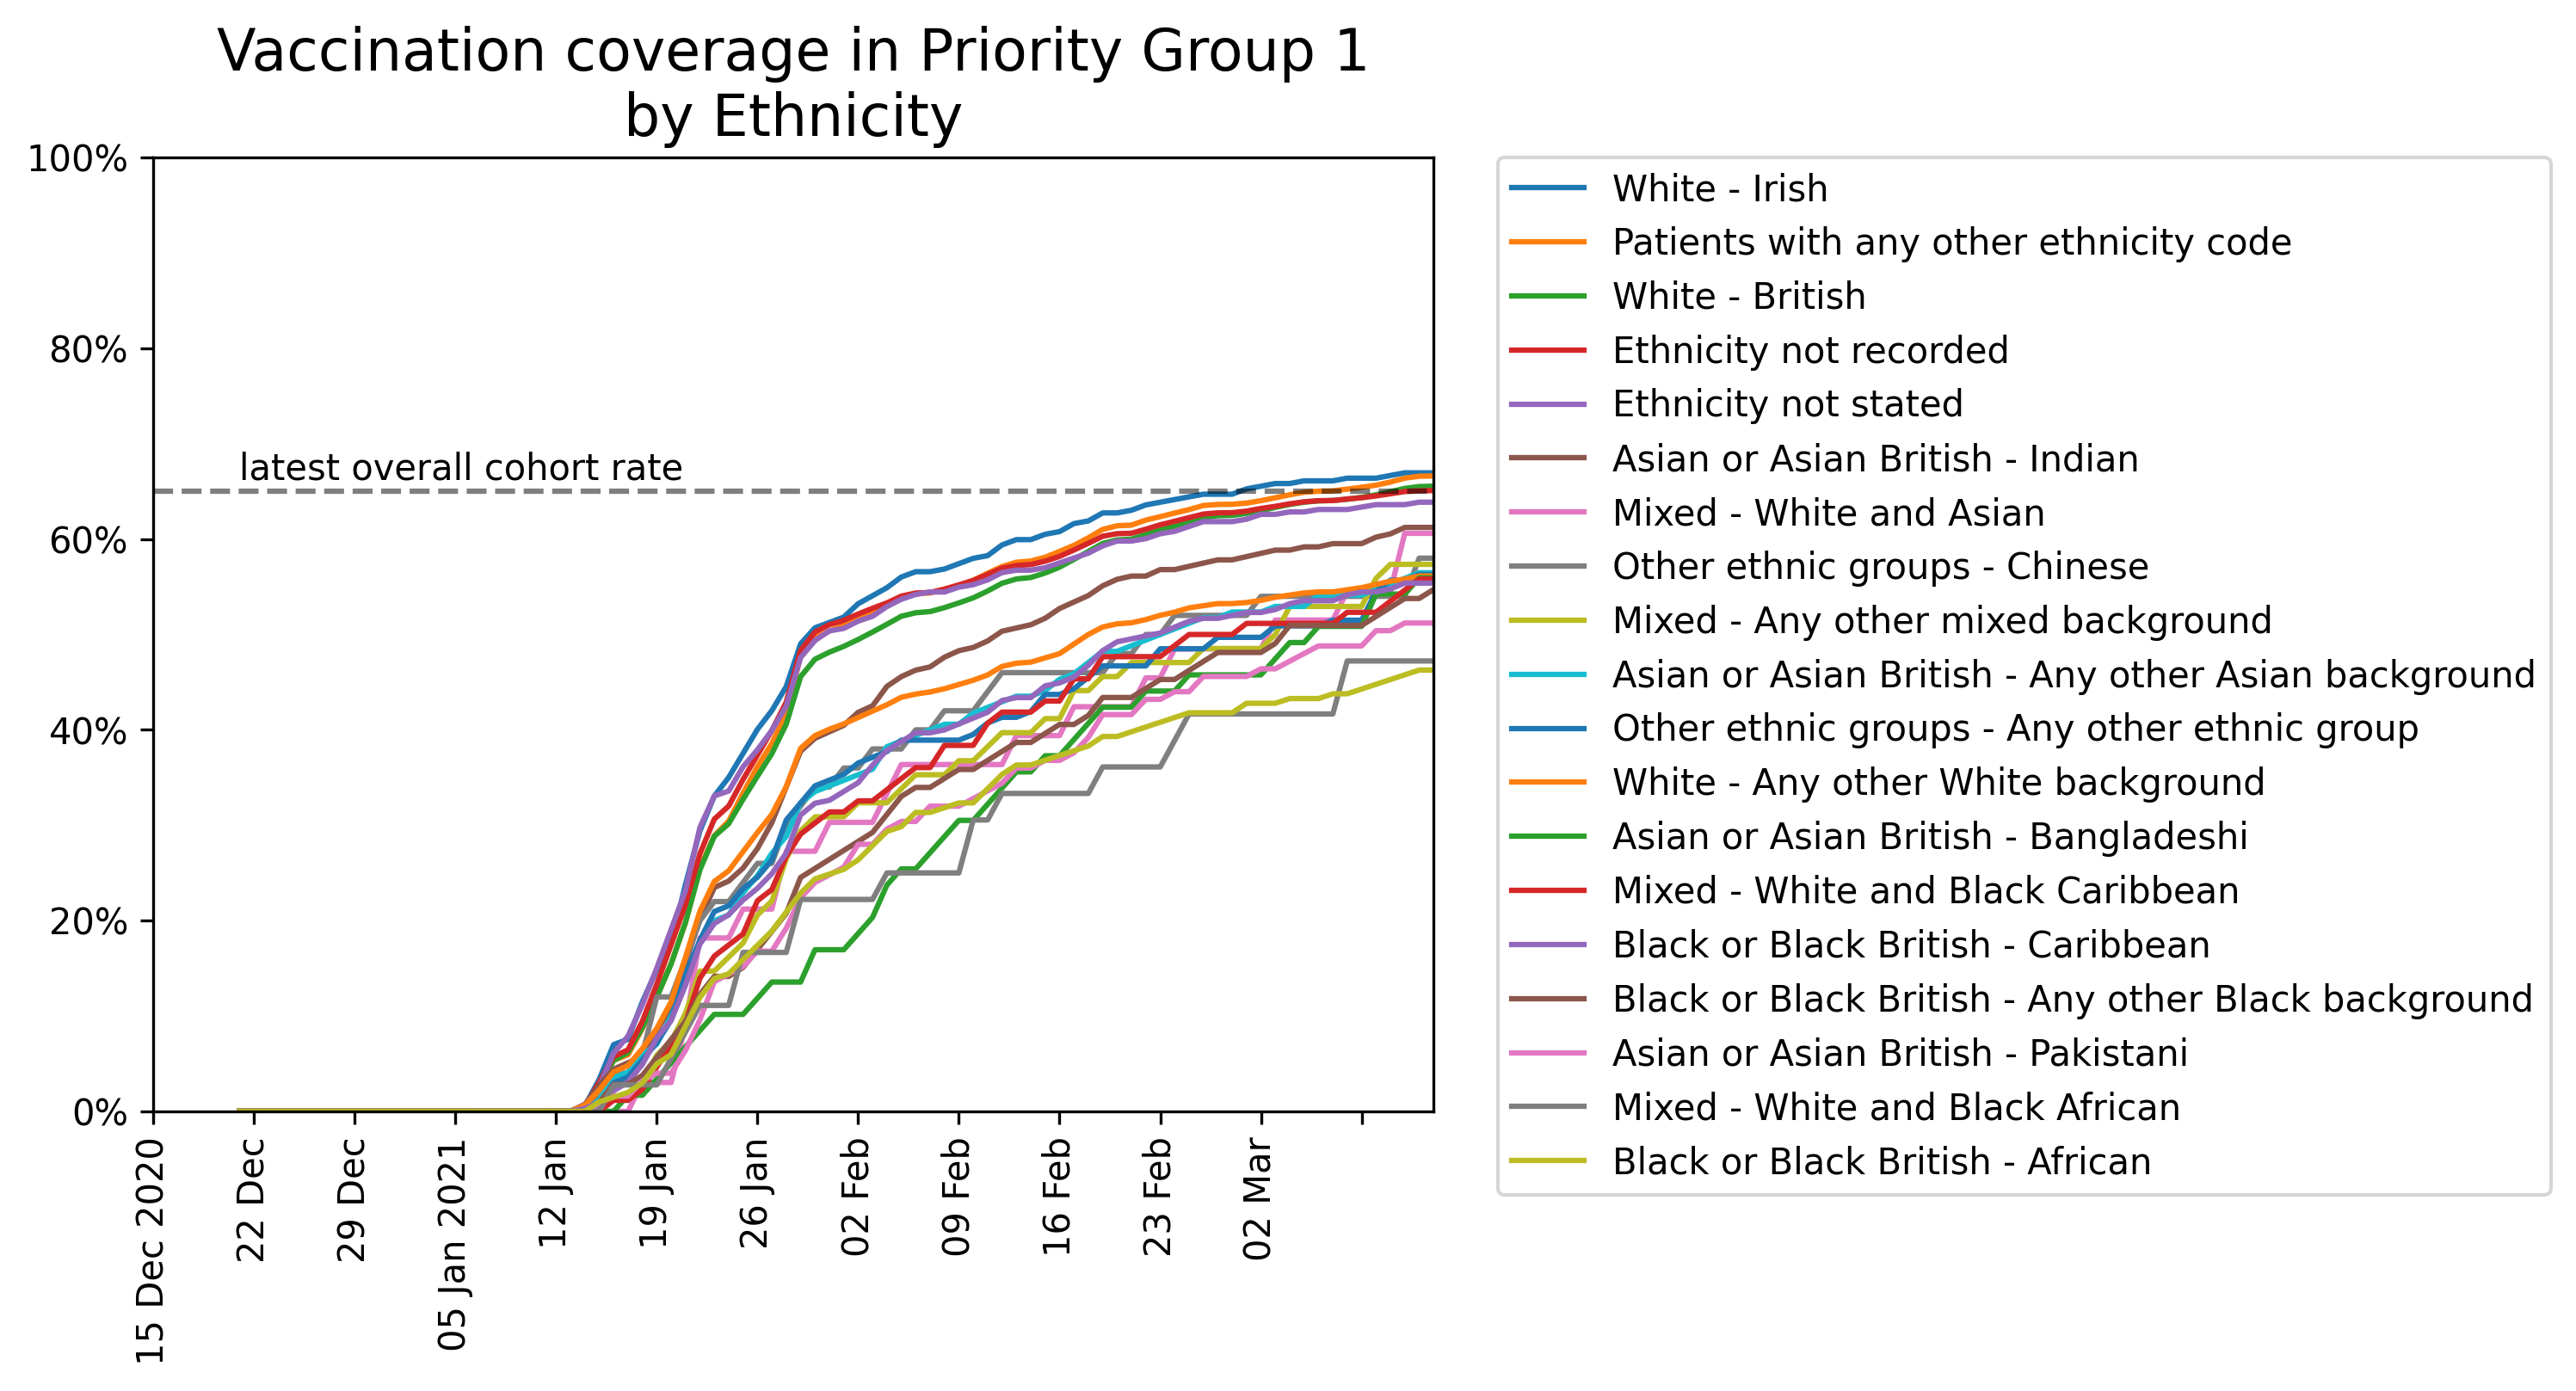 Vaccination coverage in Priority Group 1
by Ethnicity
100%
80%
60%
40%
20%
0%
latest overall cohort rate
15 Dec 2020
22 Dec
29 Dec
05 Jan 2021
12 Jan
19 Jan
26 Jan
02 Feb
09 Feb
16 Feb
23 Feb
02 Mar
White - Irish
Patients with any other ethnicity code
White - British
Ethnicity not recorded
Ethnicity not stated
Asian or Asian British - Indian
Mixed - White and Asian
Other ethnic groups - Chinese
Mixed - Any other mixed background
Asian or Asian British - Any other Asian background
Other ethnic groups - Any other ethnic group
White - Any other White background
Asian or Asian British - Bangladeshi
Mixed - White and Black Caribbean
Black or Black British - Caribbean
Black or Black British - Any other Black background
Asian or Asian British - Pakistani
Mixed - White and Black African
Black or Black British - African